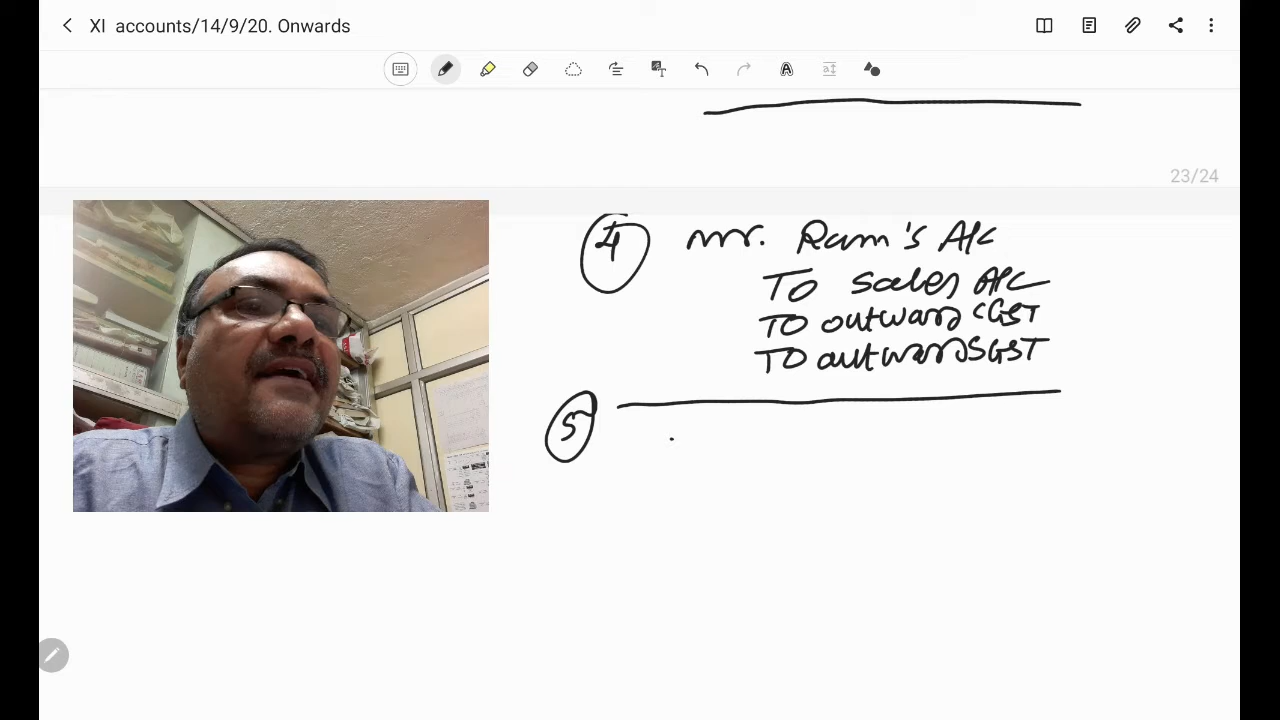 XI accounts/14/9/20. Onwards
23/24
4 Mr. Ram's A/C
TO Sales A/C
TO outward CGST
TO outward SGST
5